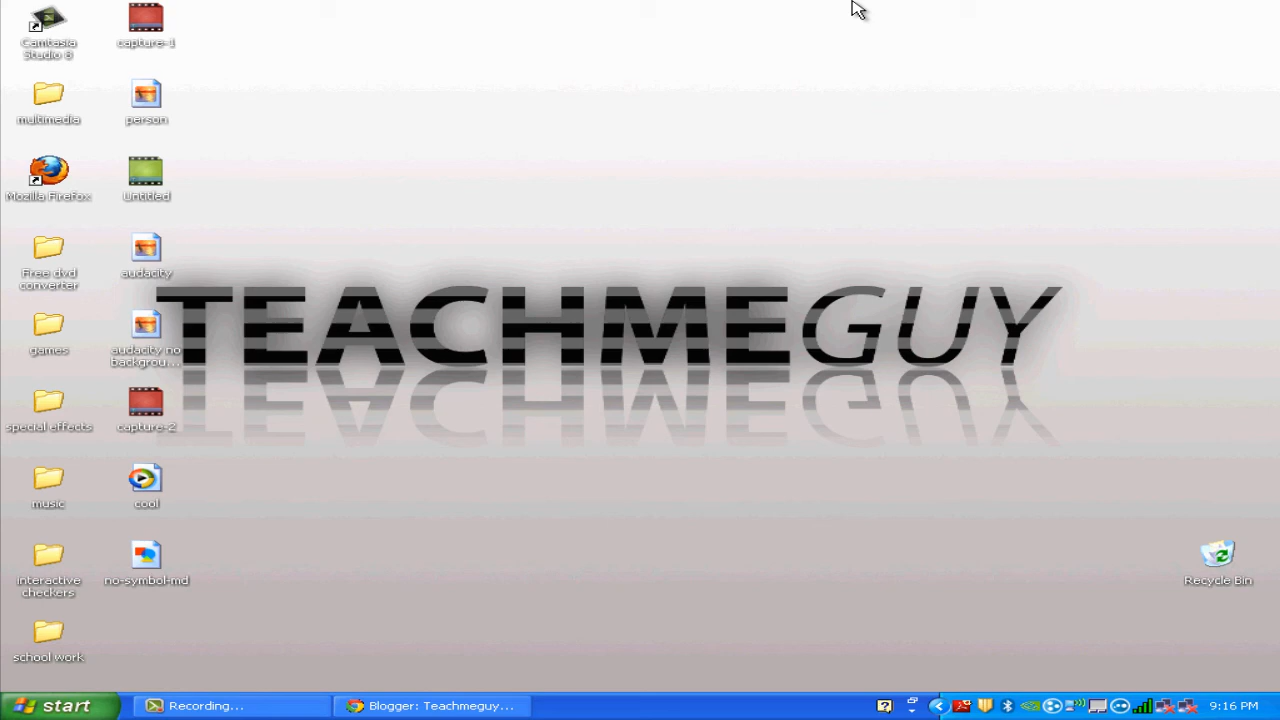 Camtasia
Studio 8
capture-1
multimedia
person
Mozilla Firefox
Untitled
Free dvd
converter
audacity
games
audacity no
backgrou...
special effects
capture-2
music
cool
interactive
checkers
no-symbol-md
school work
TEACHMEGUY
TEACHMEGUY
Recycle Bin
start
Recording...
Blogger: Teachmeguy...
9:16 PM